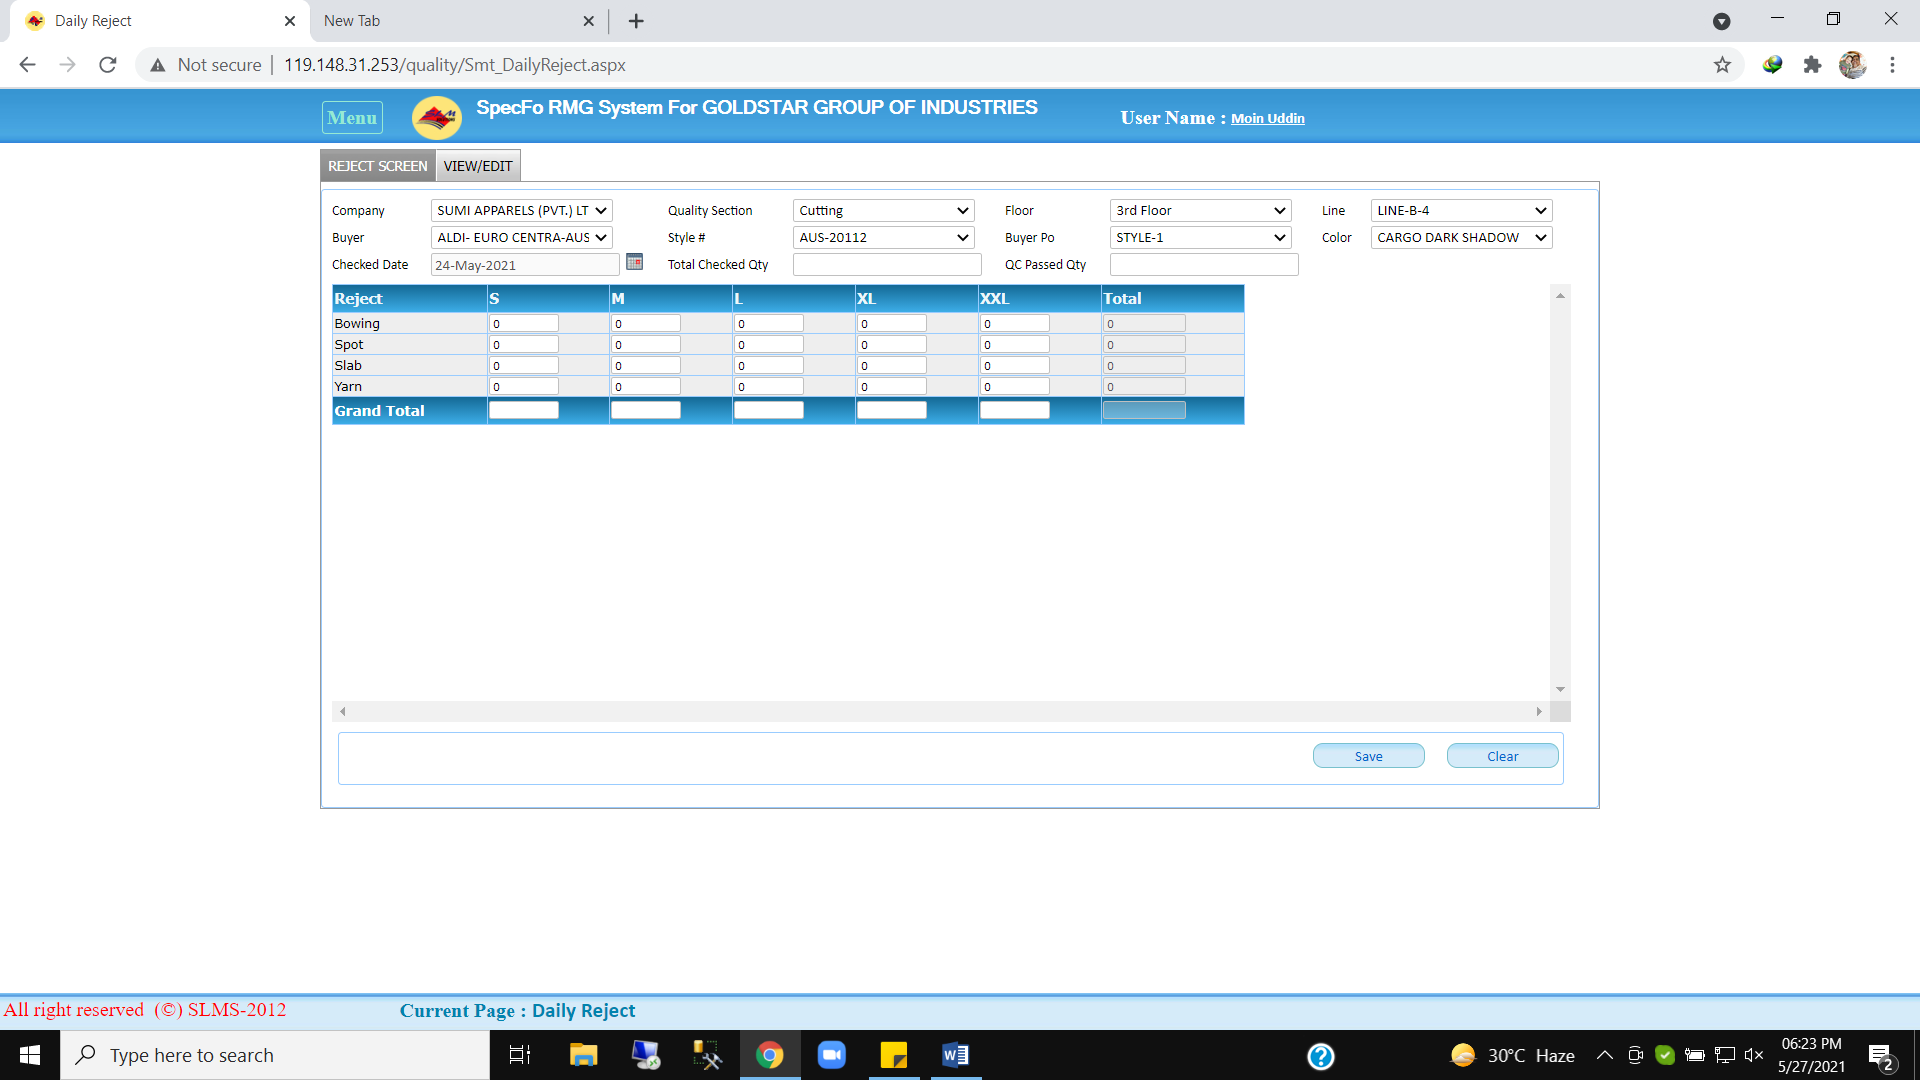 Daily Reject
New Tab
Not secure | 119.148.31.253/quality/Smt_DailyReject.aspx
Menu
SpecFo RMG System For GOLDSTAR GROUP OF INDUSTRIES
User Name : Moin Uddin
REJECT SCREEN VIEW/EDIT
Company SUMI APPARELS (PVT.) LT Quality Section Cutting Floor 3rd Floor Line LINE-B-4
Buyer ALDI- EURO CENTRA-AUS Style # AUS-20112 Buyer Po STYLE-1 Color CARGO DARK SHADOW
Checked Date 24-May-2021 Total Checked Qty QC Passed Qty
Reject S M L XL XXL Total
Bowing 0 0 0 0 0 0
Spot 0 0 0 0 0 0
Slab 0 0 0 0 0 0
Yarn 0 0 0 0 0 0
Grand Total
Save Clear
All right reserved (©) SLMS-2012 Current Page : Daily Reject
Type here to search
30°C Haze
06:23 PM
5/27/2021
2